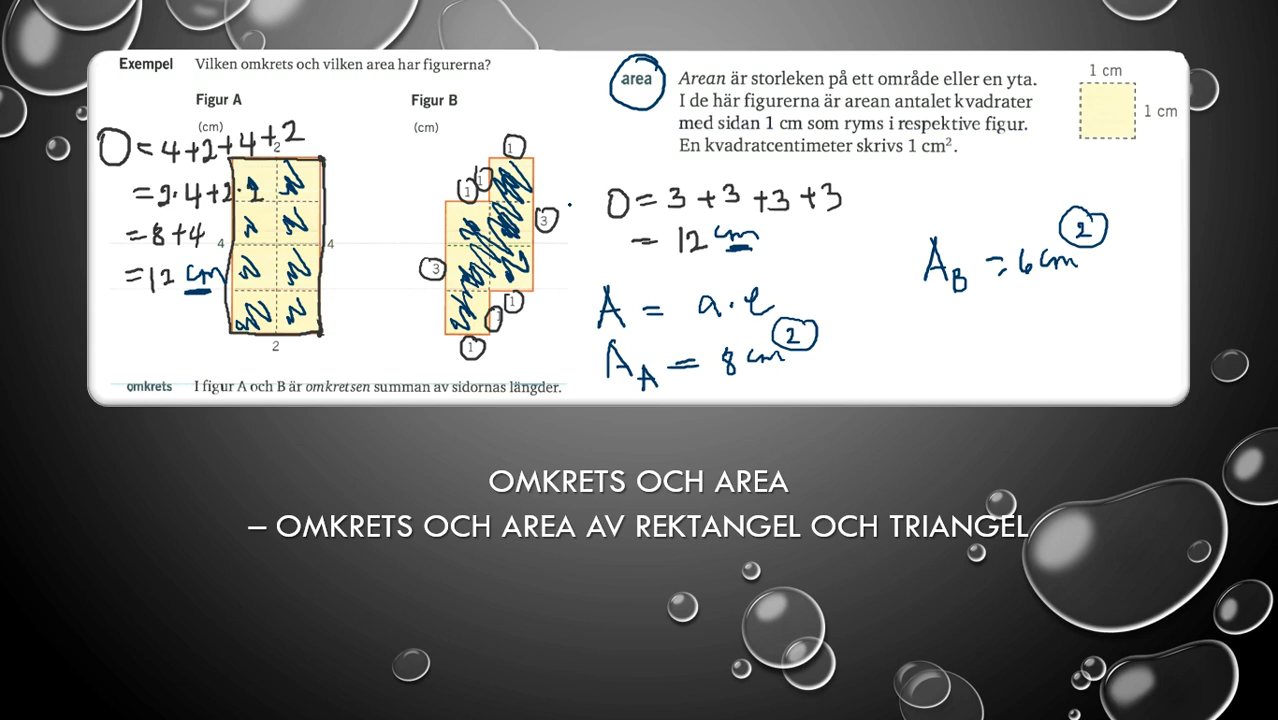 Exempel Vilken omkrets och vilken area har figurerna?
Figur A
(cm)
O = 4+2+4+2
= 2·4+2·2
= 8+4
= 12 cm
2
4
4
2
Figur B
(cm)
1
1
1
3
3
1
1
1
omkrets I figur A och B är omkretsen summan av sidornas längder.
area Arean är storleken på ett område eller en yta.
I de här figurerna är arean antalet kvadrater
med sidan 1 cm som ryms i respektive figur.
En kvadratcentimeter skrivs 1 cm².
1 cm
1 cm
O = 3 + 3 + 3 + 3
= 12 cm
A = a · e
A_A = 8 cm²
A_B = 6 cm²
OMKRETS OCH AREA
– OMKRETS OCH AREA AV REKTANGEL OCH TRIANGEL